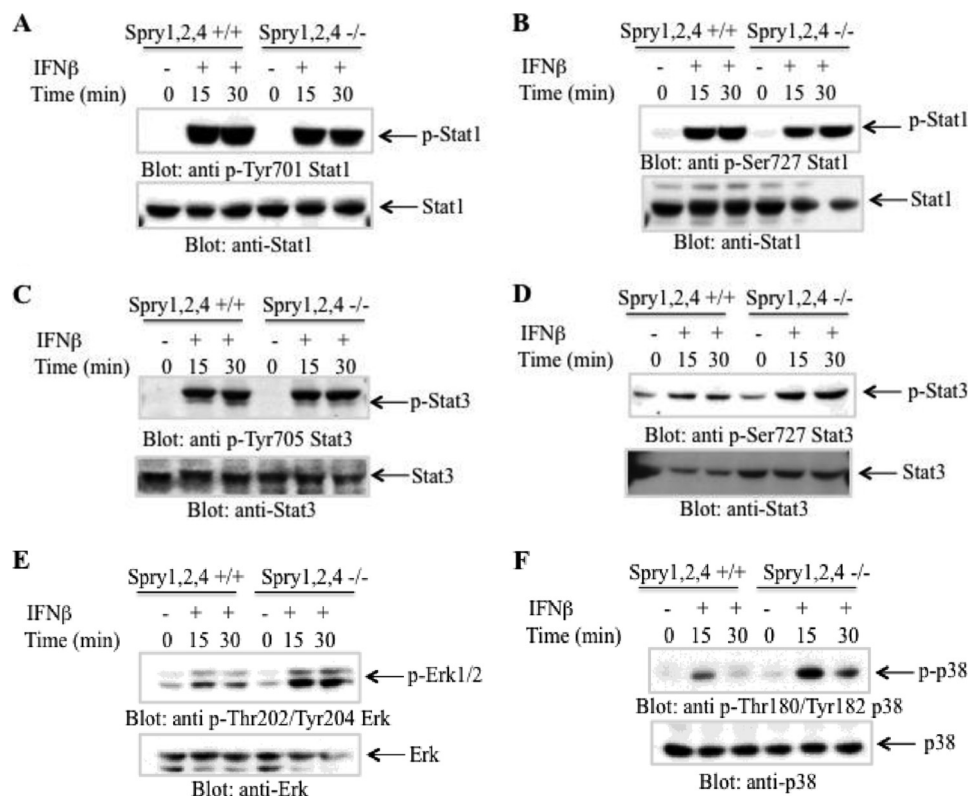 A
Spry1,2,4 +/+ Spry1,2,4 -/-
IFNβ - + + - + +
Time (min) 0 15 30 0 15 30
p-Stat1
Blot: anti p-Tyr701 Stat1
Stat1
Blot: anti-Stat1
B
Spry1,2,4 +/+ Spry1,2,4 -/-
IFNβ - + + - + +
Time (min) 0 15 30 0 15 30
p-Stat1
Blot: anti p-Ser727 Stat1
Stat1
Blot: anti-Stat1
C
Spry1,2,4 +/+ Spry1,2,4 -/-
IFNβ - + + - + +
Time (min) 0 15 30 0 15 30
p-Stat3
Blot: anti p-Tyr705 Stat3
Stat3
Blot: anti-Stat3
D
Spry1,2,4 +/+ Spry1,2,4 -/-
IFNβ - + + - + +
Time (min) 0 15 30 0 15 30
p-Stat3
Blot: anti p-Ser727 Stat3
Stat3
Blot: anti-Stat3
E
Spry1,2,4 +/+ Spry1,2,4 -/-
IFNβ - + + - + +
Time (min) 0 15 30 0 15 30
p-Erk1/2
Blot: anti p-Thr202/Tyr204 Erk
Erk
Blot: anti-Erk
F
Spry1,2,4 +/+ Spry1,2,4 -/-
IFNβ - + + - + +
Time (min) 0 15 30 0 15 30
p-p38
Blot: anti p-Thr180/Tyr182 p38
p38
Blot: anti-p38